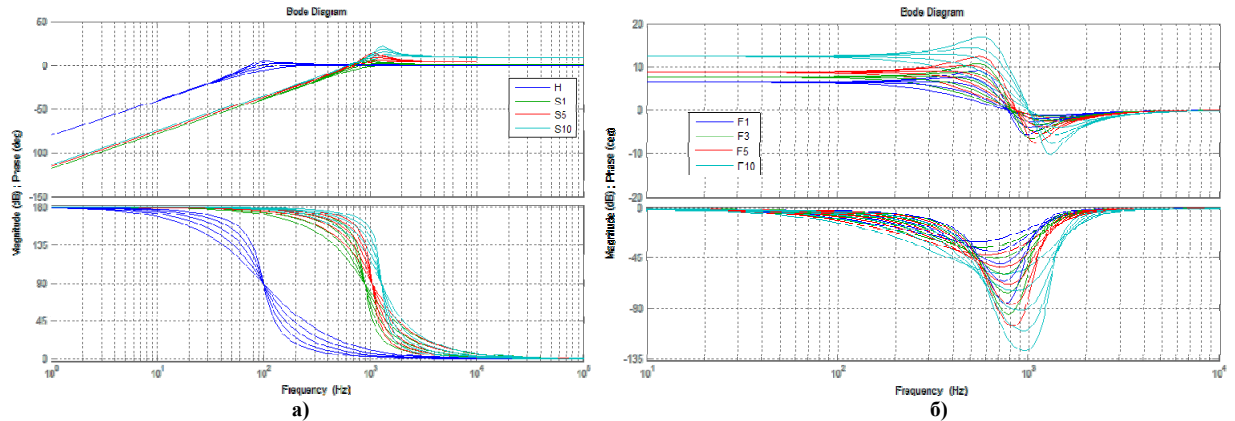 Bode Diagram
50
0
-50
100
-150
H
S1
S5
S10
Magnitude (dB) ; Phase (deg)
180
135
90
45
0
10^0
10^1
10^2
10^3
10^4
10^5
Frequency (Hz)
а)
Bode Diagram
20
10
0
-10
-20
F1
F3
F5
F10
Magnitude (dB) ; Phase (deg)
0
-45
-90
-135
10^1
10^2
10^3
10^4
Frequency (Hz)
б)